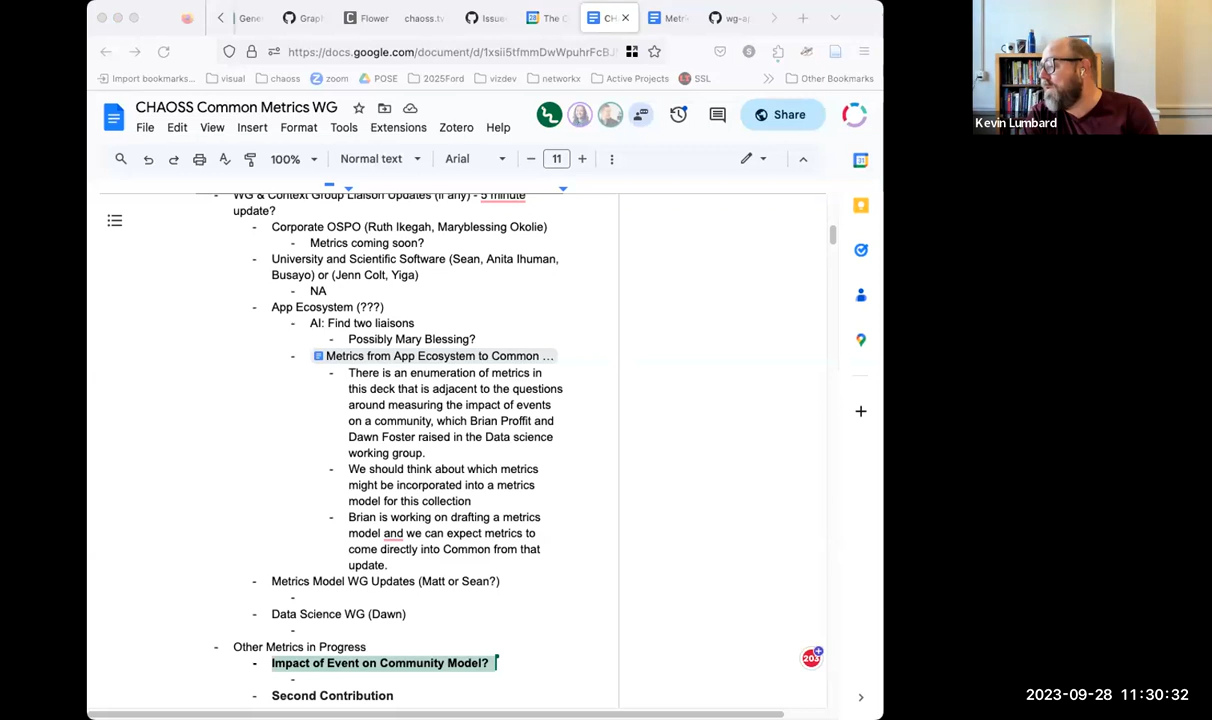 Gene
Grap
Flower
chaoss.tv
Issue
The C
CH
Metri
wg-a
https://docs.google.com/document/d/1xsii5tfmmDwWpuhrFcBJ
Import bookmarks...
visual
chaoss
zoom
POSE
2025Ford
vizdev
networkx
Active Projects
SSL
Other Bookmarks
CHAOSS Common Metrics WG
Share
File Edit View Insert Format Tools Extensions Zotero Help
100% Normal text Arial 11
- WG & Context Group Liaison Updates (if any) - 5 minute
update?
- Corporate OSPO (Ruth Ikegah, Maryblessing Okolie)
- Metrics coming soon?
- University and Scientific Software (Sean, Anita Ihuman,
Busayo) or (Jenn Colt, Yiga)
- NA
- App Ecosystem (???)
- AI: Find two liaisons
- Possibly Mary Blessing?
- Metrics from App Ecosystem to Common ...
- There is an enumeration of metrics in
this deck that is adjacent to the questions
around measuring the impact of events
on a community, which Brian Proffit and
Dawn Foster raised in the Data science
working group.
- We should think about which metrics
might be incorporated into a metrics
model for this collection
- Brian is working on drafting a metrics
model and we can expect metrics to
come directly into Common from that
update.
- Metrics Model WG Updates (Matt or Sean?)
-
- Data Science WG (Dawn)
-
- Other Metrics in Progress
- Impact of Event on Community Model?
-
- Second Contribution
203
Kevin Lumbard
2023-09-28 11:30:32